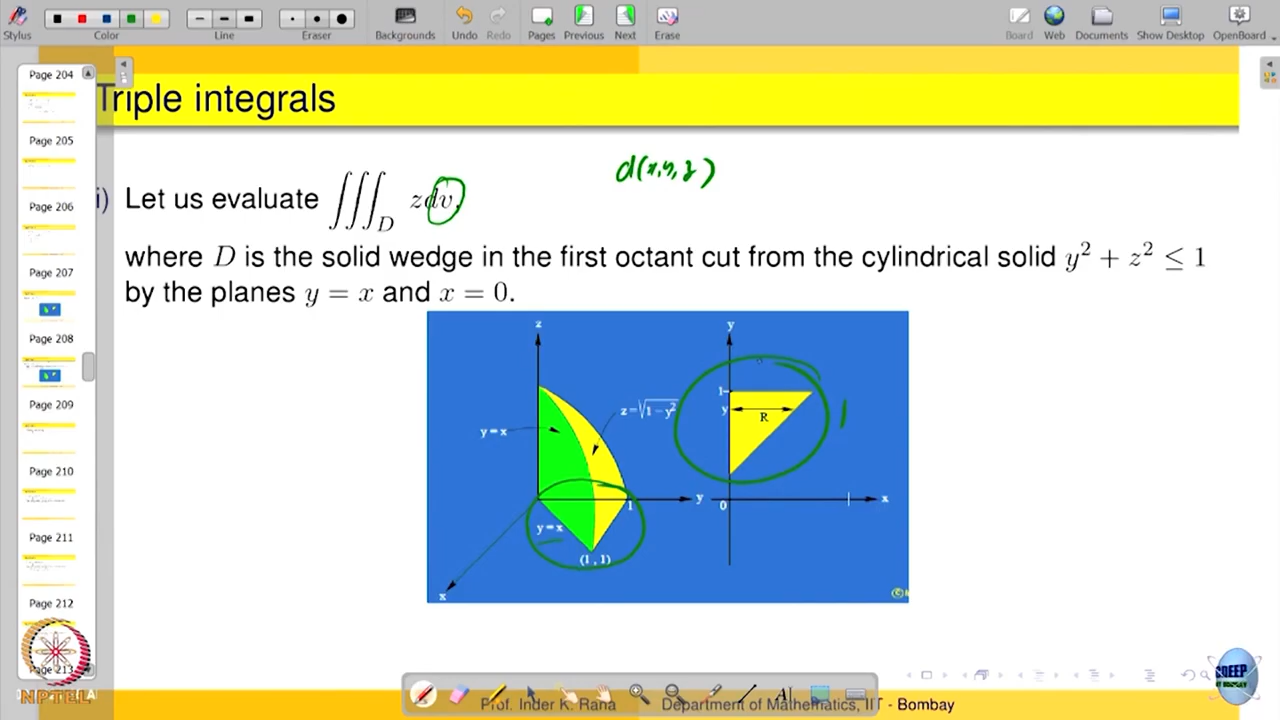 Stylus
Color
Line
Eraser
Backgrounds
Undo
Redo
Pages
Previous
Next
Erase
Board
Web
Documents
Show Desktop
OpenBoard
Page 204
Page 205
Page 206
Page 207
Page 208
Page 209
Page 210
Page 211
Page 212
Page 213
Triple integrals
d(x,y,z)
i) Let us evaluate ∭_D zdv,
where D is the solid wedge in the first octant cut from the cylindrical solid y² + z² ≤ 1
by the planes y = x and x = 0.
z
z=√1−y²
y=x
y
1
y=x
(1,1)
x
y
1
y
R
0
x
1
NPTEL
Prof. Inder K. Rana
Department of Mathematics, IIT - Bombay